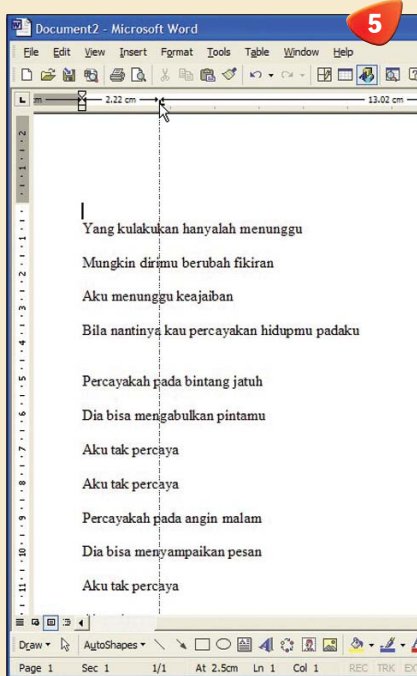 Document2 - Microsoft Word
5
File Edit View Insert Format Tools Table Window Help
2.22 cm 13.02 cm
Yang kulakukan hanyalah menunggu
Mungkin dirimu berubah fikiran
Aku menunggu keajaiban
Bila nantinya kau percayakan hidupmu padaku
Percayakah pada bintang jatuh
Dia bisa mengabulkan pintamu
Aku tak percaya
Aku tak percaya
Percayakah pada angin malam
Dia bisa menyampaikan pesan
Aku tak percaya
Draw AutoShapes
Page 1 Sec 1 1/1 At 2.5cm Ln 1 Col 1 REC TRK EX